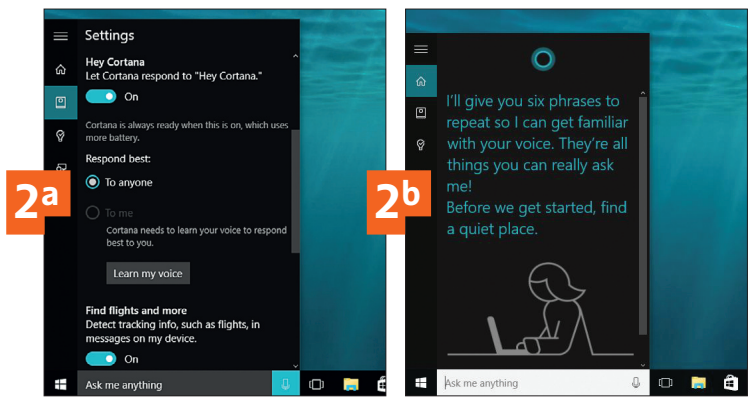 Settings
Hey Cortana
Let Cortana respond to "Hey Cortana."
On
Cortana is always ready when this is on, which uses
more battery.
Respond best:
To anyone
To me
Cortana needs to learn your voice to respond
best to you.
Learn my voice
Find flights and more
Detect tracking info, such as flights, in
messages on my device.
On
Ask me anything
2a
I'll give you six phrases to
repeat so I can get familiar
with your voice. They're all
things you can really ask
me!
Before we get started, find
a quiet place.
Ask me anything
2b